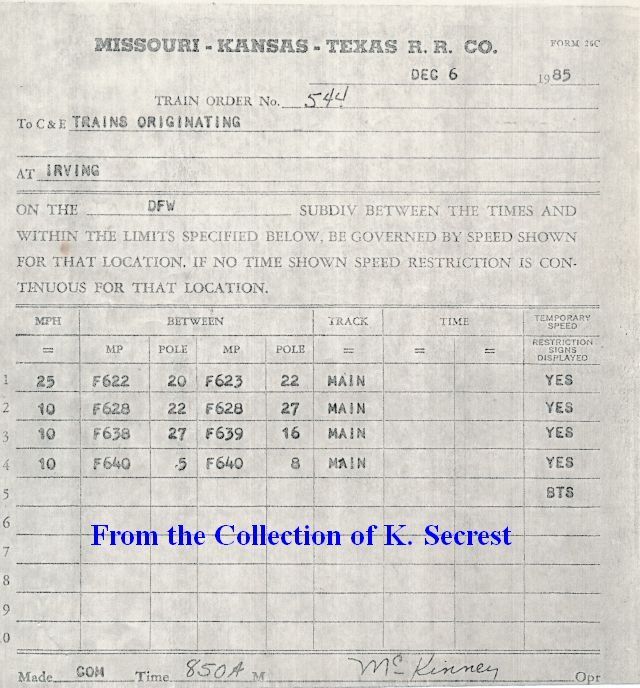 MISSOURI - KANSAS - TEXAS R. R. CO. FORM 26C
DEC 6 1985
TRAIN ORDER No. 544
To C & E TRAINS ORIGINATING
AT IRVING
ON THE DFW SUBDIV BETWEEN THE TIMES AND
WITHIN THE LIMITS SPECIFIED BELOW, BE GOVERNED BY SPEED SHOWN
FOR THAT LOCATION, IF NO TIME SHOWN SPEED RESTRICTION IS CON-
TINUOUS FOR THAT LOCATION.
MPH BETWEEN TRACK TIME TEMPORARY SPEED
= MP POLE MP POLE = = = RESTRICTION SIGNS DISPLAYED
1 25 F622 20 F623 22 MAIN YES
2 10 F628 22 F628 27 MAIN YES
3 10 F638 27 F639 16 MAIN YES
4 10 F640 5 F640 8 MAIN YES
5 BTS
6
From the Collection of K. Secrest
7
8
9
0
Made COM Time 850A M McKinney Opr